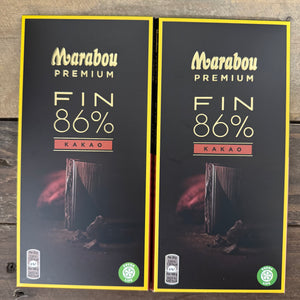 Marabou
PREMIUM
FIN
86%
KAKAO
Marabou
PREMIUM
FIN
86%
KAKAO